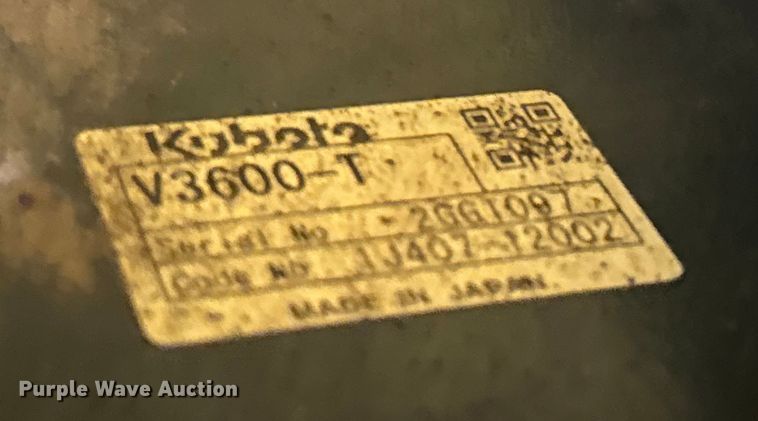 Kubota
V3600-T
Serial No 2GG1097
Code No 1J407-12002
MADE IN JAPAN
Purple Wave Auction